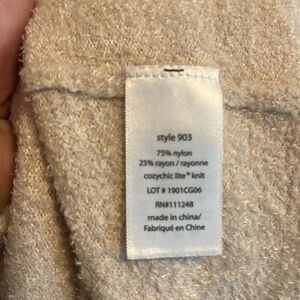 style 903
75% nylon
25% rayon / rayonne
cozychic lite® knit
LOT # 1901CG06
RN#111248
made in china/
Fabriqué en Chine